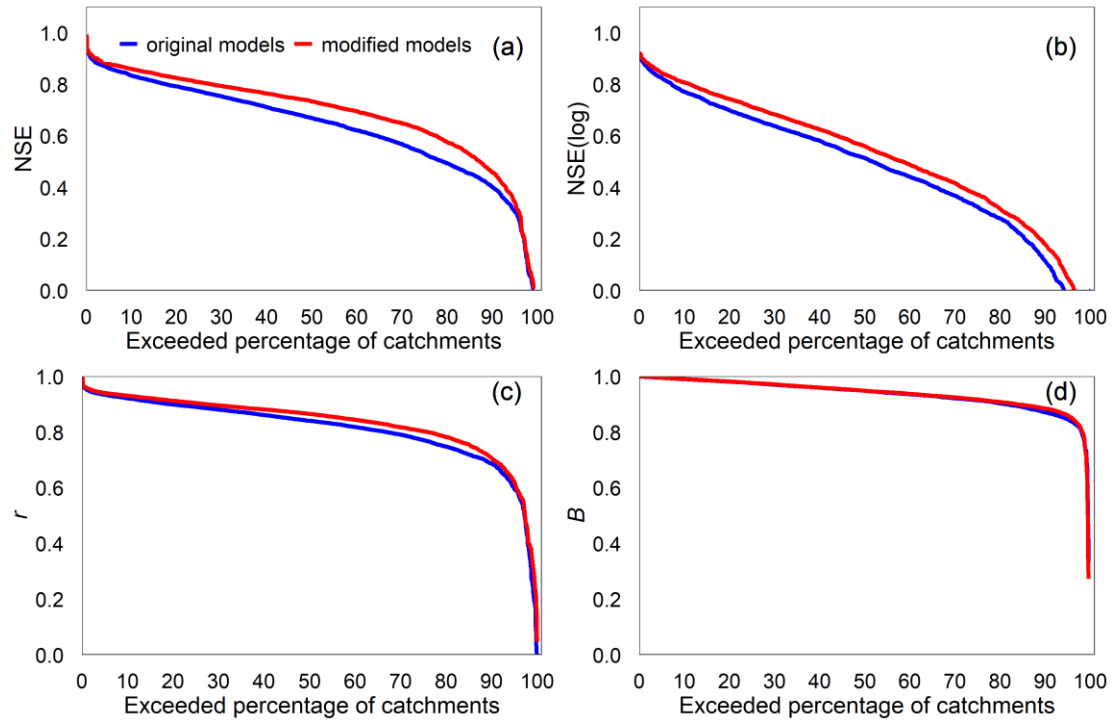 1.0
0.8
0.6
0.4
0.2
0.0
NSE
original models
modified models
(a)
0 10 20 30 40 50 60 70 80 90 100
Exceeded percentage of catchments
1.0
0.8
0.6
0.4
0.2
0.0
NSE(log)
(b)
0 10 20 30 40 50 60 70 80 90 100
Exceeded percentage of catchments
1.0
0.8
0.6
0.4
0.2
0.0
r
(c)
0 10 20 30 40 50 60 70 80 90 100
Exceeded percentage of catchments
1.0
0.8
0.6
0.4
0.2
0.0
B
(d)
0 10 20 30 40 50 60 70 80 90 100
Exceeded percentage of catchments